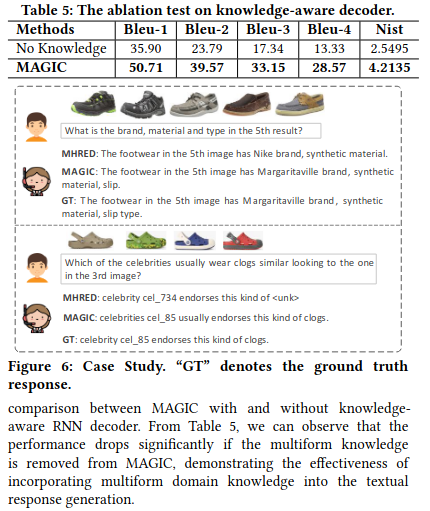 Table 5: The ablation test on knowledge-aware decoder.
Methods Bleu-1 Bleu-2 Bleu-3 Bleu-4 Nist
No Knowledge 35.90 23.79 17.34 13.33 2.5495
MAGIC 50.71 39.57 33.15 28.57 4.2135
What is the brand, material and type in the 5th result?
MHRED: The footwear in the 5th image has Nike brand, synthetic material.
MAGIC: The footwear in the 5th image has Margaritaville brand, synthetic
material, slip.
GT: The footwear in the 5th image has Margaritaville brand, synthetic
material, slip type.
Which of the celebrities usually wear clogs similar looking to the one
in the 3rd image?
MHRED: celebrity cel_734 endorses this kind of <unk>
MAGIC: celebrities cel_85 usually endorses this kind of clogs.
GT: celebrity cel_85 endorses this kind of clogs.
Figure 6: Case Study. “GT” denotes the ground truth
response.
comparison between MAGIC with and without knowledge-
aware RNN decoder. From Table 5, we can observe that the
performance drops significantly if the multiform knowledge
is removed from MAGIC, demonstrating the effectiveness of
incorporating multiform domain knowledge into the textual
response generation.